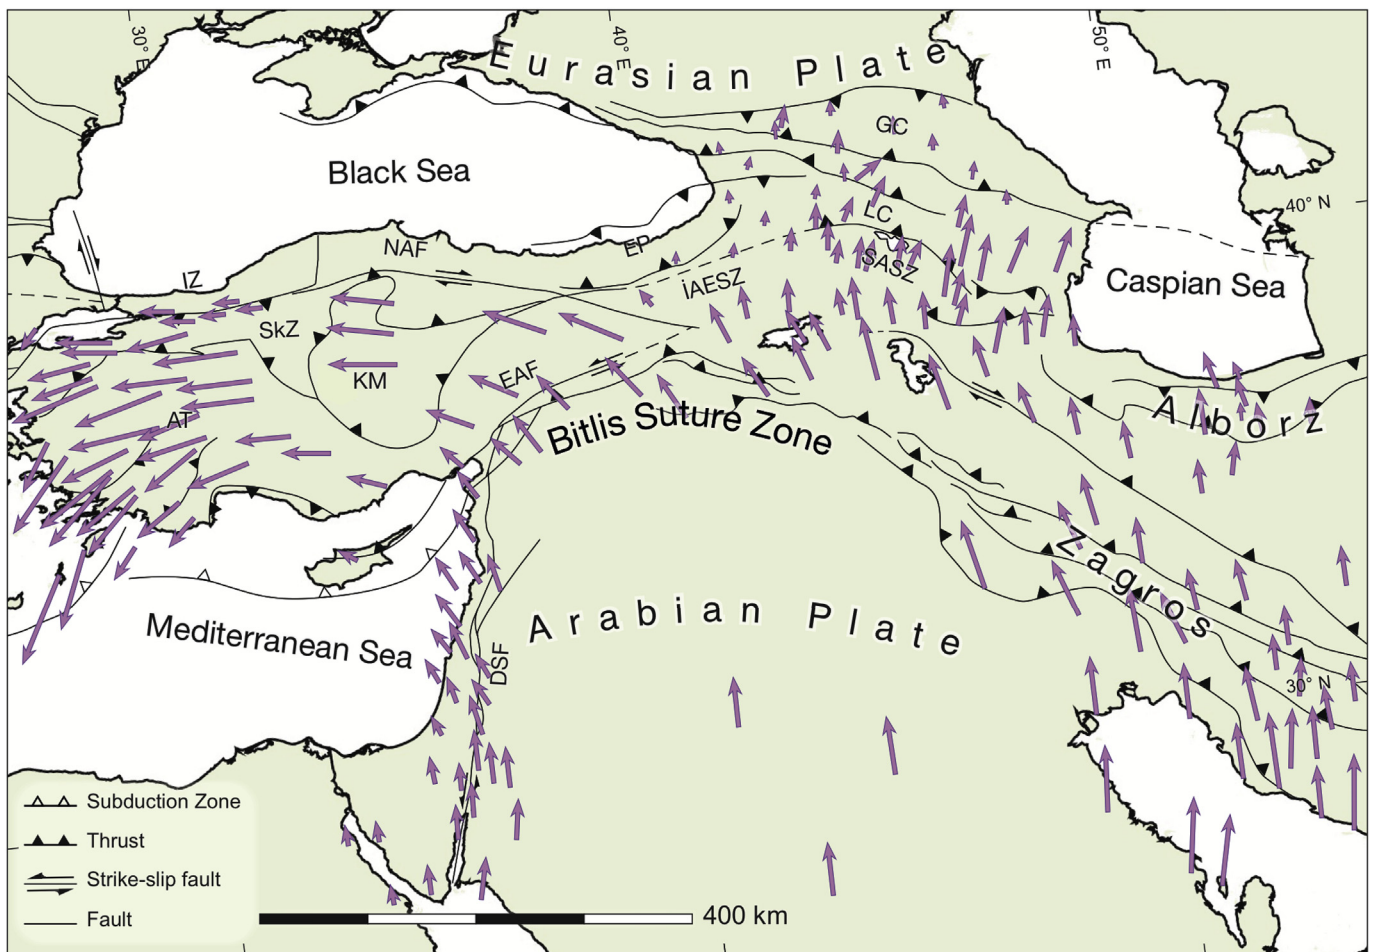 30° E
40° E
50° E
Eurasian Plate
GC
Black Sea
40° N
LC
NAF
EP
SASZ
IZ
İAESZ
Caspian Sea
SkZ
KM
EAF
AT
Bitlis Suture Zone
Alborz
Zagros
Arabian Plate
Mediterranean Sea
DSF
30° N
Subduction Zone
Thrust
Strike-slip fault
Fault
400 km